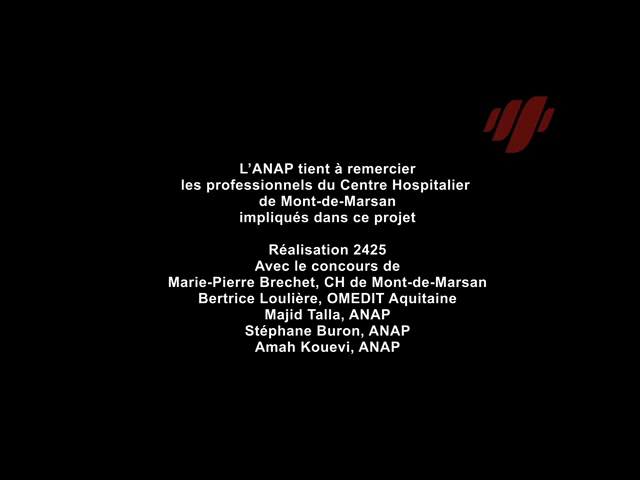 L’ANAP tient à remercier
les professionnels du Centre Hospitalier
de Mont-de-Marsan
impliqués dans ce projet
Réalisation 2425
Avec le concours de
Marie-Pierre Brechet, CH de Mont-de-Marsan
Bertrice Loulière, OMEDIT Aquitaine
Majid Talla, ANAP
Stéphane Buron, ANAP
Amah Kouevi, ANAP